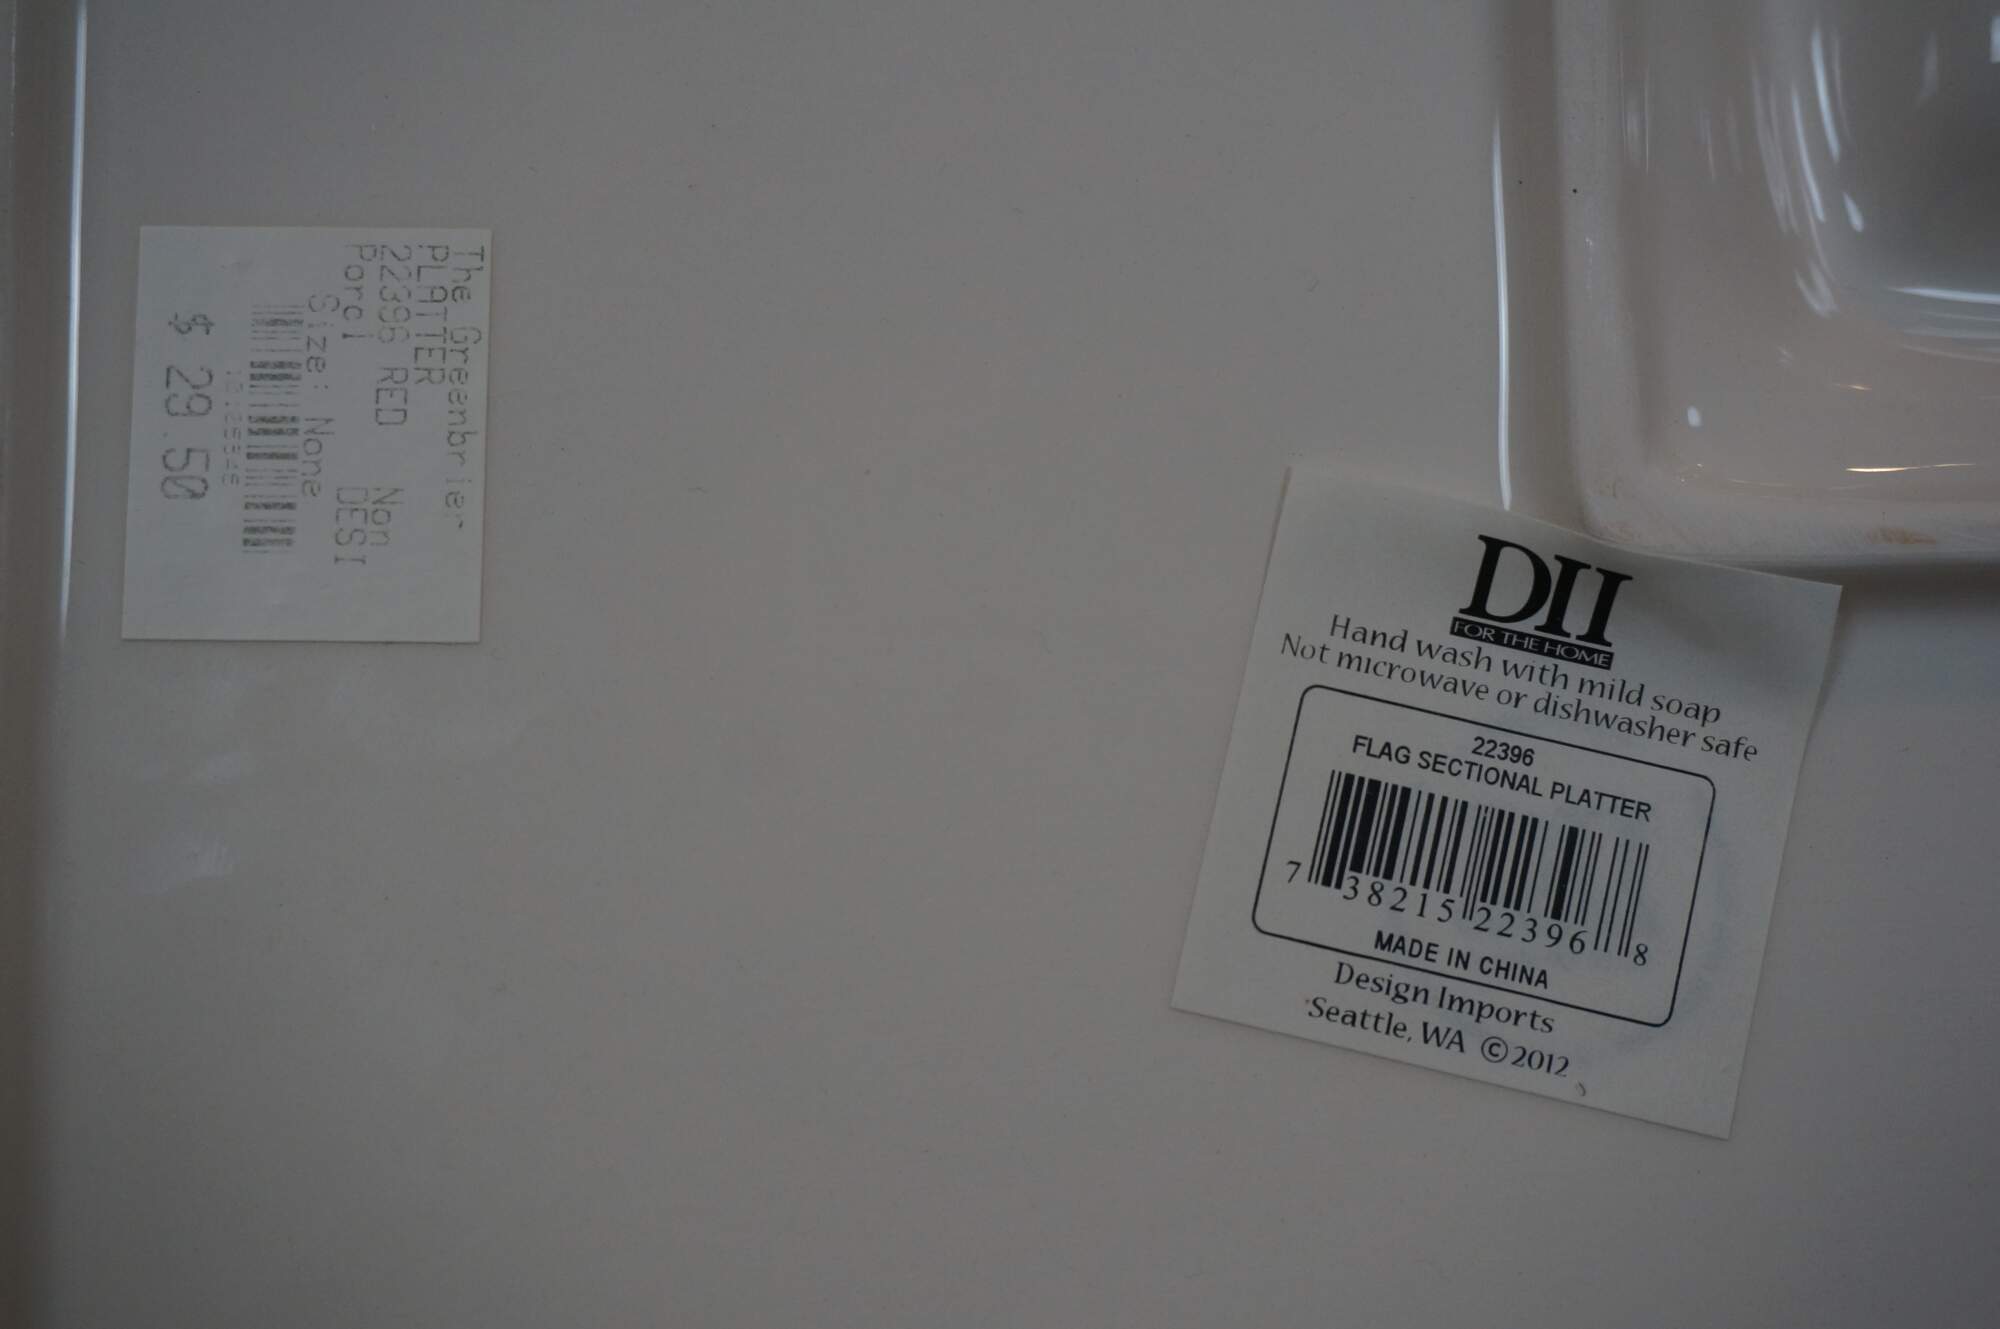 The Greenbrier
PLATTER
22396 RED Non
Porcl DESI
Size: None
$ 29.50
DII
FOR THE HOME
Hand wash with mild soap
Not microwave or dishwasher safe
22396
FLAG SECTIONAL PLATTER
7 38215 22396 8
MADE IN CHINA
Design Imports
Seattle, WA ©2012